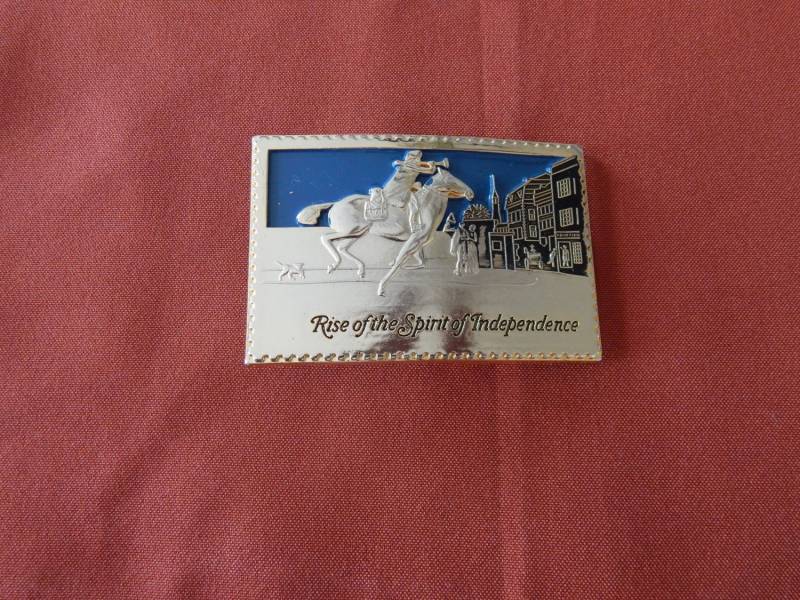 Rise of the Spirit of Independence